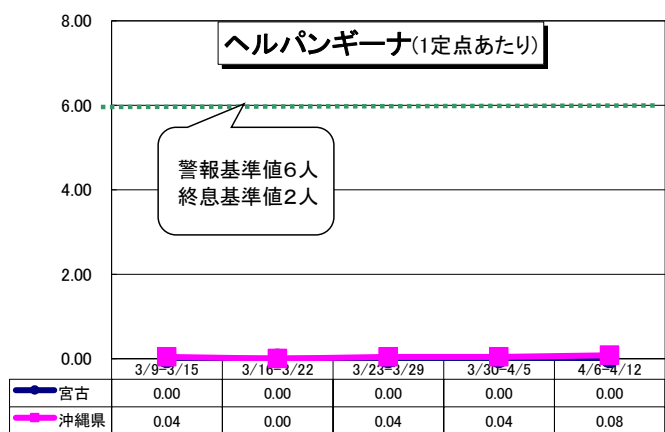 ヘルパンギーナ(1定点あたり)
8.00
6.00
警報基準値6人
終息基準値2人
4.00
2.00
0.00
3/9-3/15 3/16-3/22 3/23-3/29 3/30-4/5 4/6-4/12
宮古 0.00 0.00 0.00 0.00 0.00
沖縄県 0.04 0.00 0.04 0.04 0.08